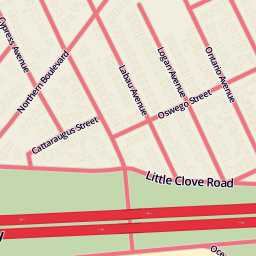 Cypress Avenue
Northern Boulevard
Labau Avenue
Logan Avenue
Ontario Avenue
Oswego Street
Cattaraugus Street
Little Clove Road